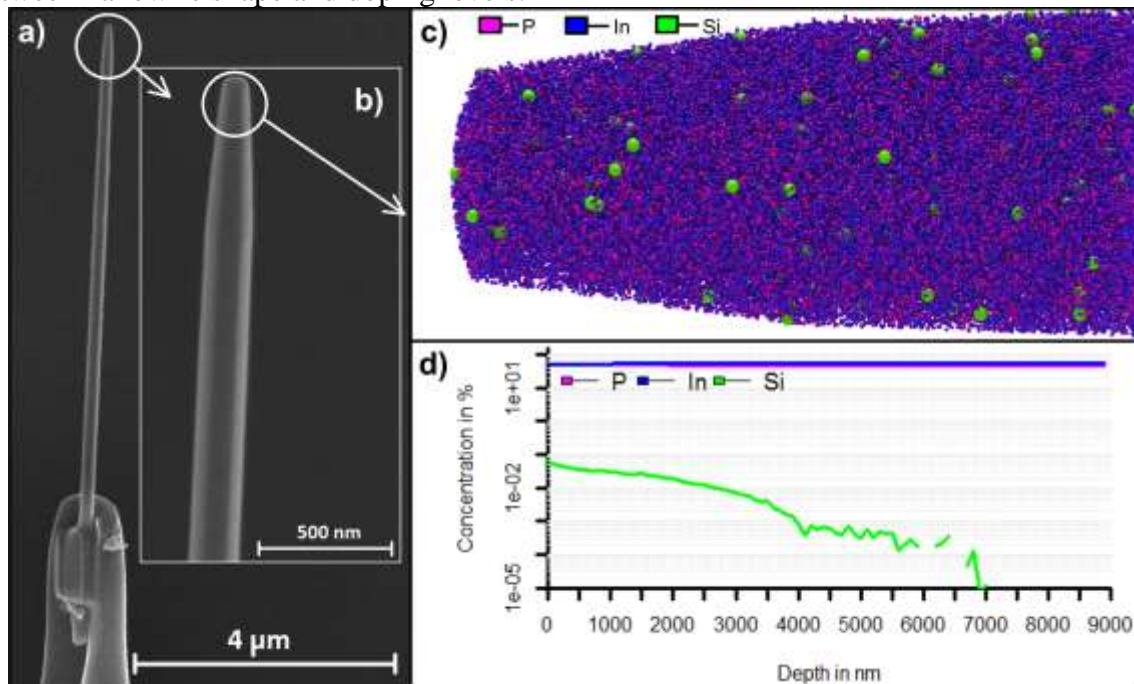 a)
b)
500 nm
4 µm
c)
P In Si
d)
P In Si
Concentration in %
1e+01
1e-02
1e-05
0 1000 2000 3000 4000 5000 6000 7000 8000 9000
Depth in nm